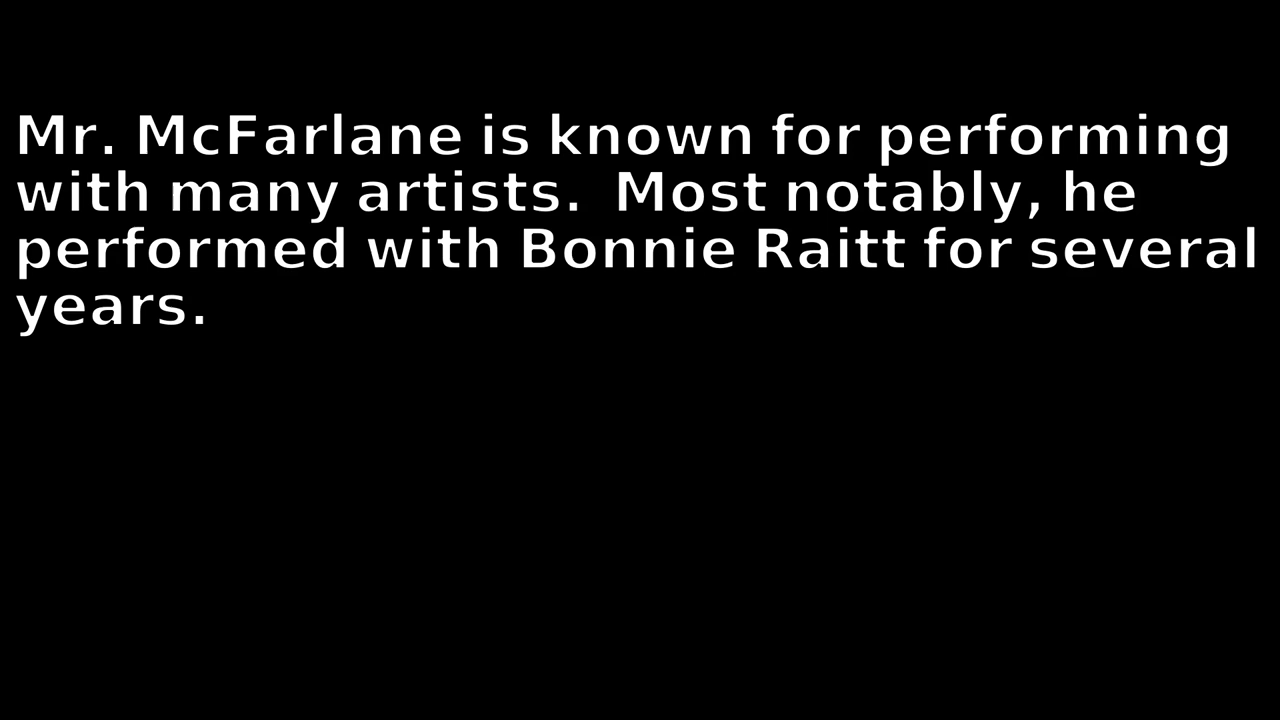 Mr. McFarlane is known for performing
with many artists.  Most notably, he
performed with Bonnie Raitt for several
years.